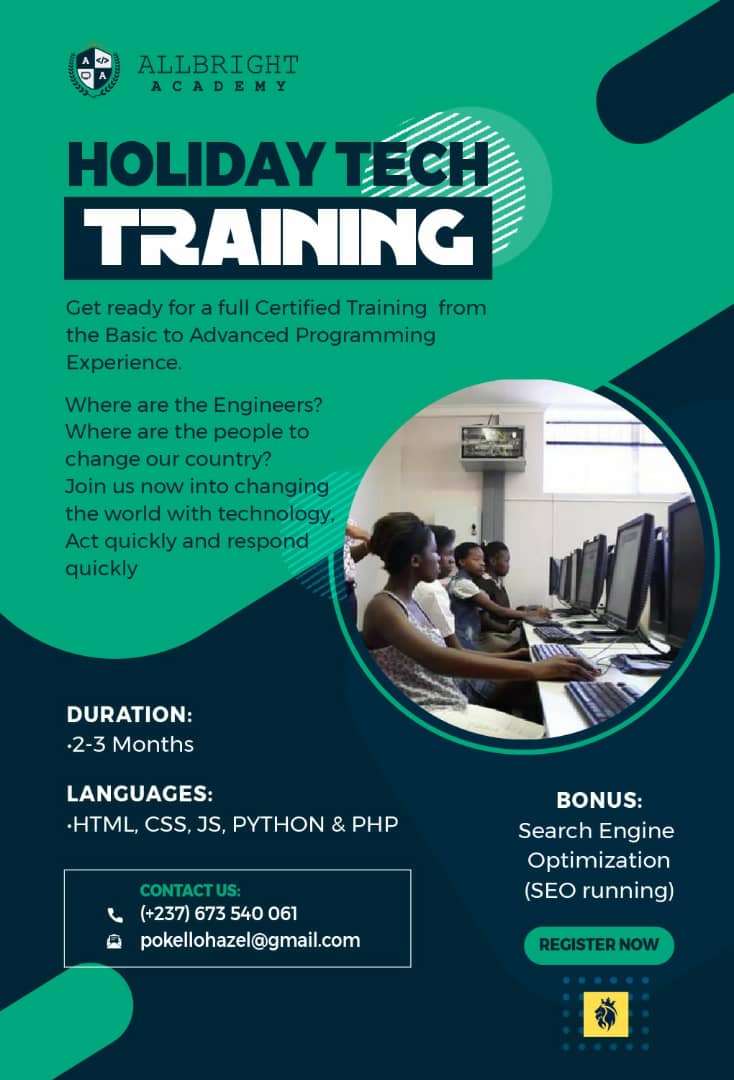 ALLBRIGHT
ACADEMY
A </>
A
HOLIDAY TECH
TRAINING
Get ready for a full Certified Training from
the Basic to Advanced Programming
Experience.
Where are the Engineers?
Where are the people to
change our country?
Join us now into changing
the world with technology,
Act quickly and respond
quickly
DURATION:
•2-3 Months
LANGUAGES:
•HTML, CSS, JS, PYTHON & PHP
BONUS:
Search Engine
Optimization
(SEO running)
CONTACT US:
(+237) 673 540 061
pokellohazel@gmail.com
REGISTER NOW